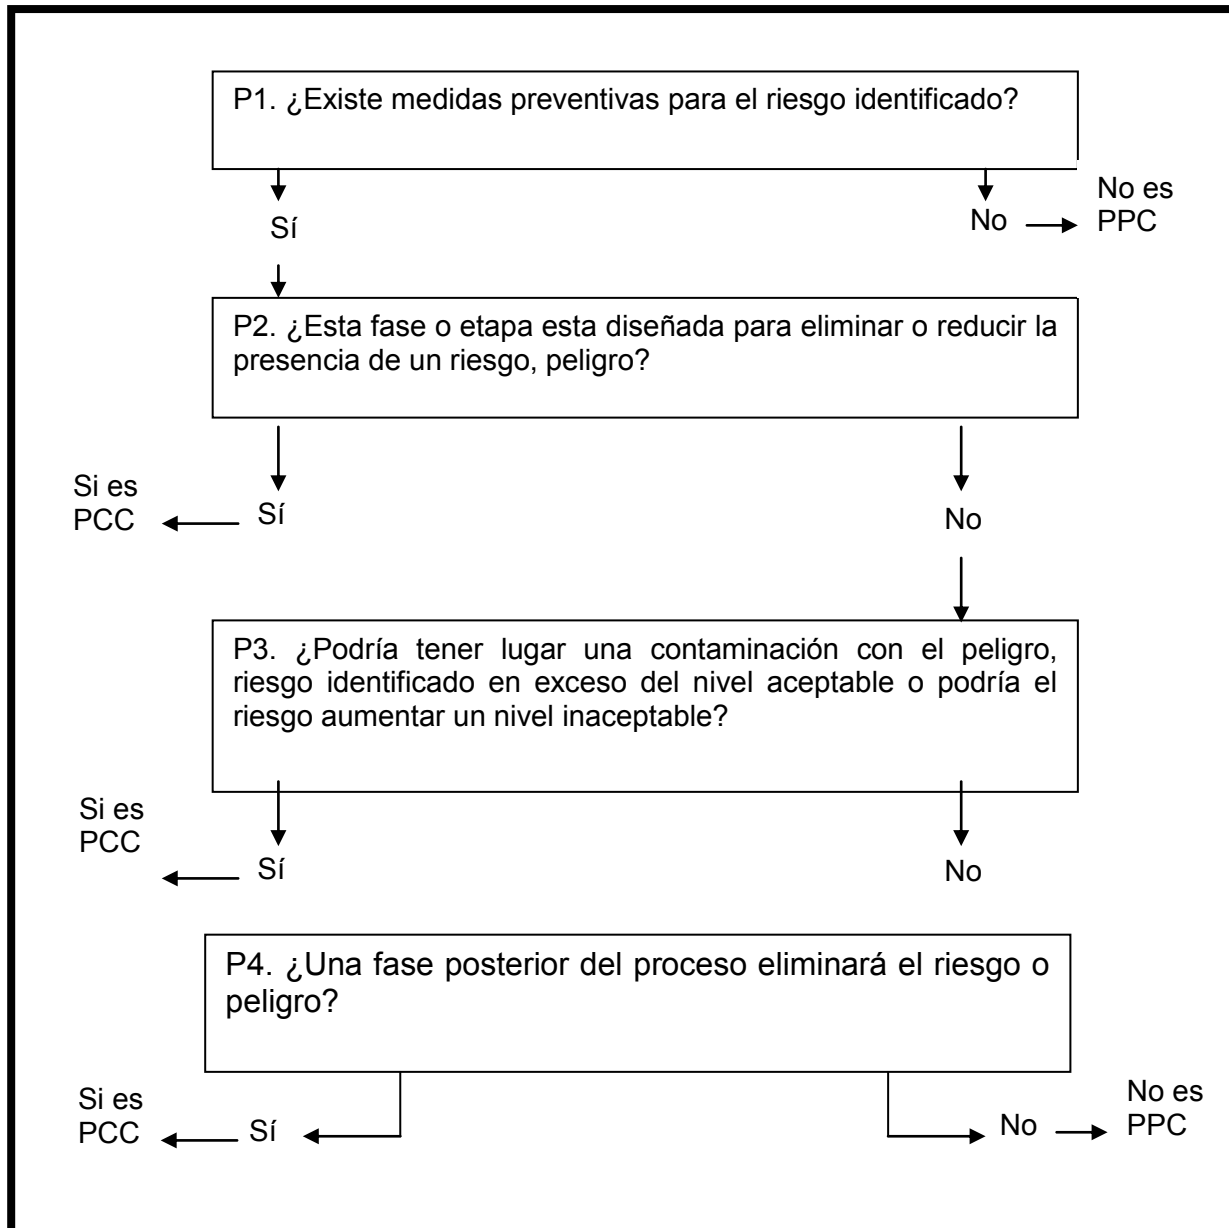 P1. ¿Existe medidas preventivas para el riesgo identificado?
Sí
No
No es
PPC
P2. ¿Esta fase o etapa esta diseñada para eliminar o reducir la
presencia de un riesgo, peligro?
Si es
PCC
Sí
No
P3. ¿Podría tener lugar una contaminación con el peligro,
riesgo identificado en exceso del nivel aceptable o podría el
riesgo aumentar un nivel inaceptable?
Si es
PCC
Sí
No
P4. ¿Una fase posterior del proceso eliminará el riesgo o
peligro?
Si es
PCC
Sí
No
No es
PPC